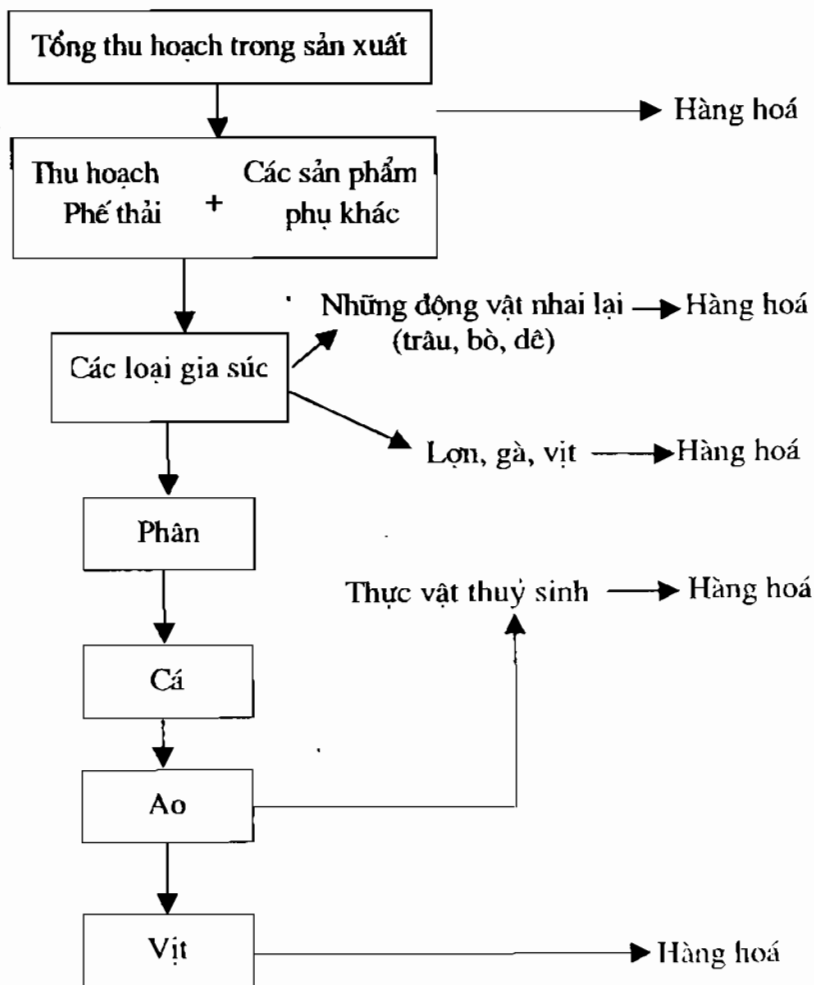 Tổng thu hoạch trong sản xuất
Hàng hoá
Thu hoạch Các sản phẩm
Phế thải + phụ khác
Những động vật nhai lại Hàng hoá
(trâu, bò, dê)
Các loại gia súc
Lợn, gà, vịt Hàng hoá
Phân
Thực vật thuỷ sinh Hàng hoá
Cá
Ao
Vịt Hàng hoá